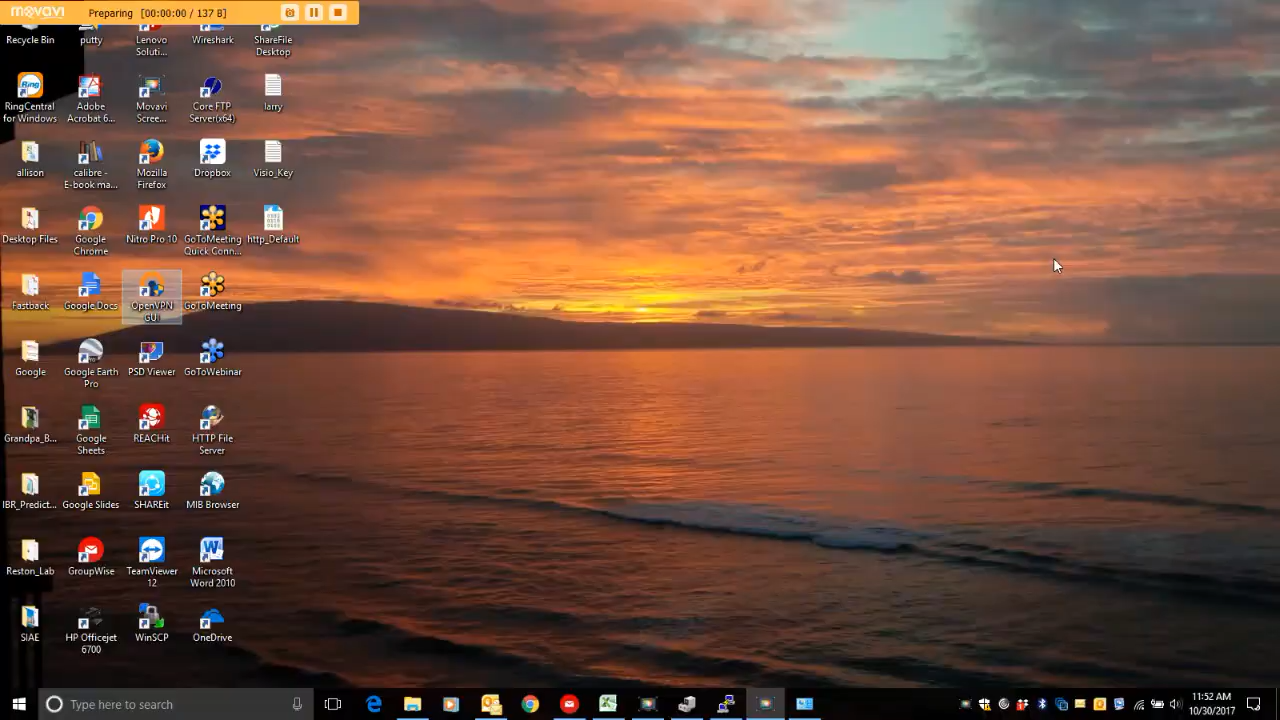 movavi Preparing [00:00:00 / 137 B]
Recycle Bin
putty
Lenovo
Soluti...
Wireshark
ShareFile
Desktop
Ring
RingCentral
for Windows
Adobe
Acrobat 6...
Movavi
Scree...
Core FTP
Server(x64)
larry
allison
calibre -
E-book ma...
Mozilla
Firefox
Dropbox
Visio_Key
Desktop Files
Google
Chrome
Nitro Pro 10
GoToMeeting
Quick Conn...
http_Default
Fastback
Google Docs
OpenVPN
GUI
GoToMeeting
Google
Google Earth
Pro
PSD Viewer
GoToWebinar
Grandpa_B...
Google
Sheets
REACHit
HTTP File
Server
IBR_Predict...
Google Slides
SHAREit
MIB Browser
Reston_Lab
GroupWise
TeamViewer
12
Microsoft
Word 2010
SIAE
HP Officejet
6700
WinSCP
OneDrive
Type here to search
11:52 AM
10/30/2017